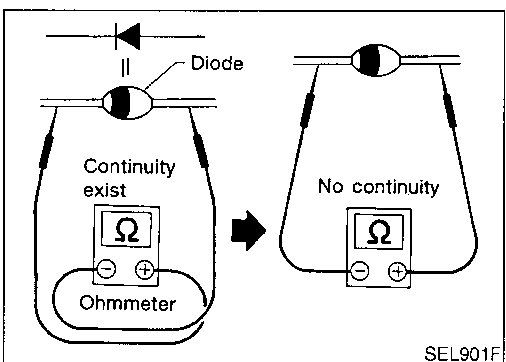 Diode
Continuity
exist
Ω
− +
Ohmmeter
No continuity
Ω
− +
SEL901F